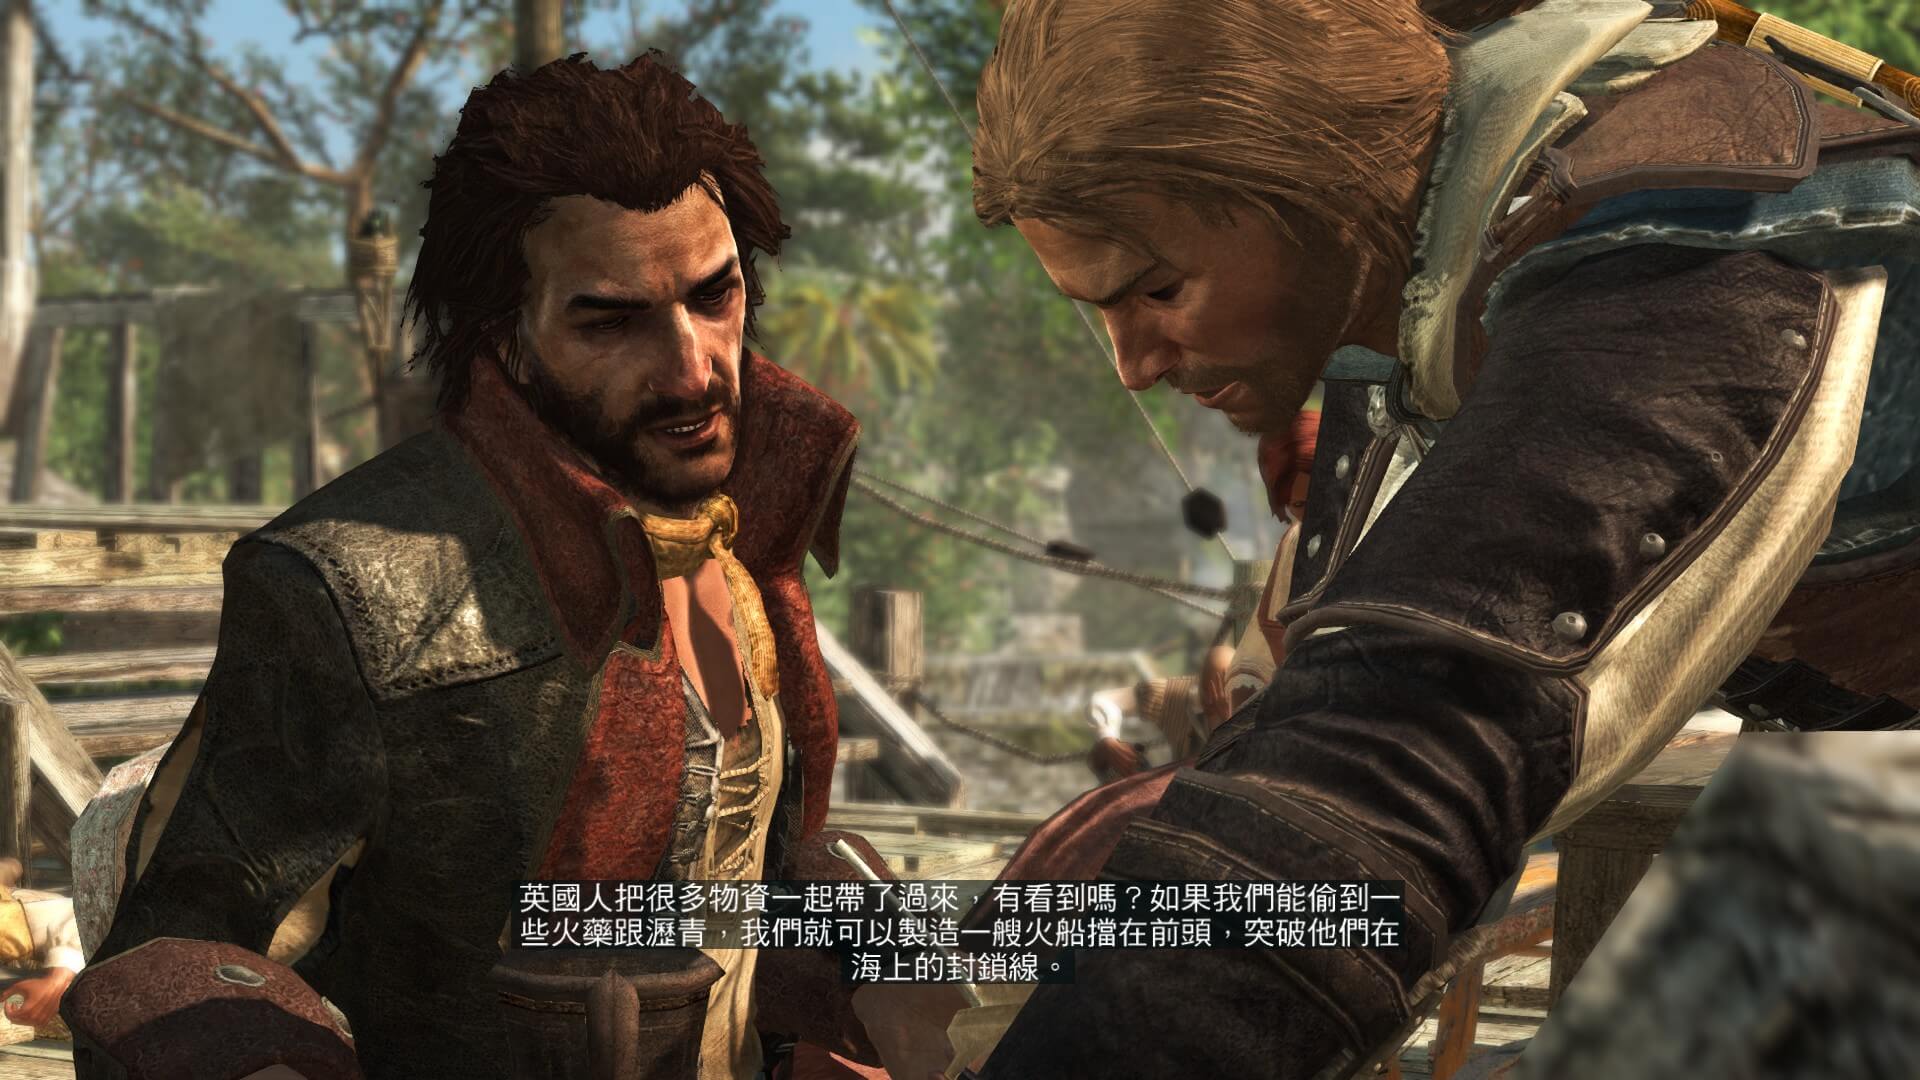 英國人把很多物資一起帶了過來，有看到嗎？如果我們能偷到一
些火藥跟瀝青，我們就可以製造一艘火船擋在前頭，突破他們在
海上的封鎖線。